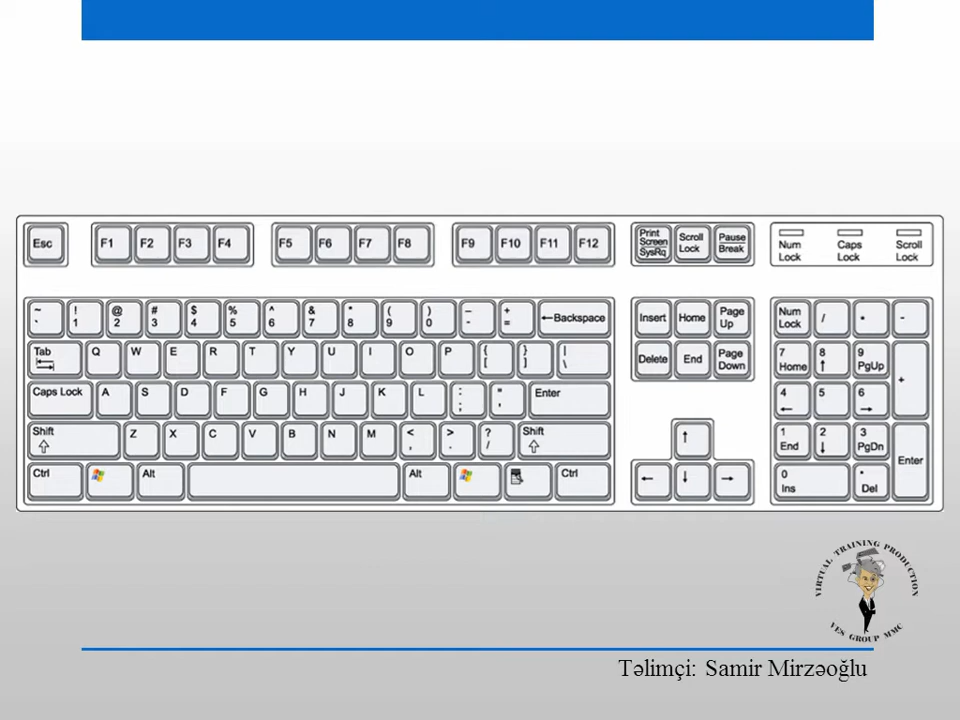 Esc F1 F2 F3 F4 F5 F6 F7 F8 F9 F10 F11 F12 Print Screen SysRq Scroll Lock Pause Break Num Lock Caps Lock Scroll Lock
~ ` ! 1 @ 2 # 3 $ 4 % 5 ^ 6 & 7 * 8 ( 9 ) 0 – - + = ←Backspace Insert Home Page Up Num Lock / * -
Tab Q W E R T Y U I O P { [ } ] | \ Delete End Page Down 7 Home 8 ↑ 9 PgUp +
Caps Lock A S D F G H J K L : ; " ' Enter 4 ← 5 6 →
Shift Z X C V B N M < , > . ? / Shift ↑ 1 End 2 ↓ 3 PgDn Enter
Ctrl Alt Alt Ctrl ← ↓ → 0 Ins • Del
VIRTUAL TRAINING PRODUCTION
YES GROUP MMC
Təlimçi: Samir Mirzəoğlu